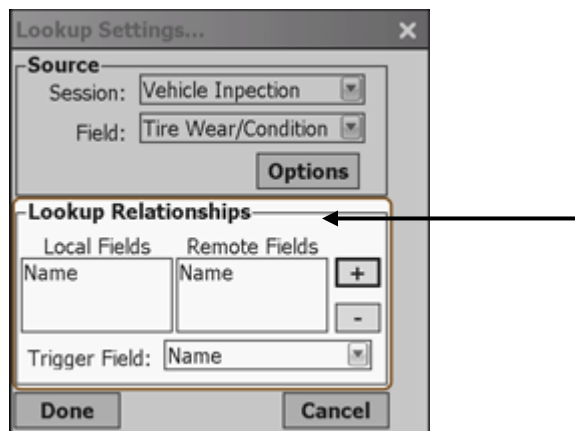 Lookup Settings...
Source
Session: Vehicle Inpection
Field: Tire Wear/Condition
Options
Lookup Relationships
Local Fields Remote Fields
Name Name +
-
Trigger Field: Name
Done Cancel